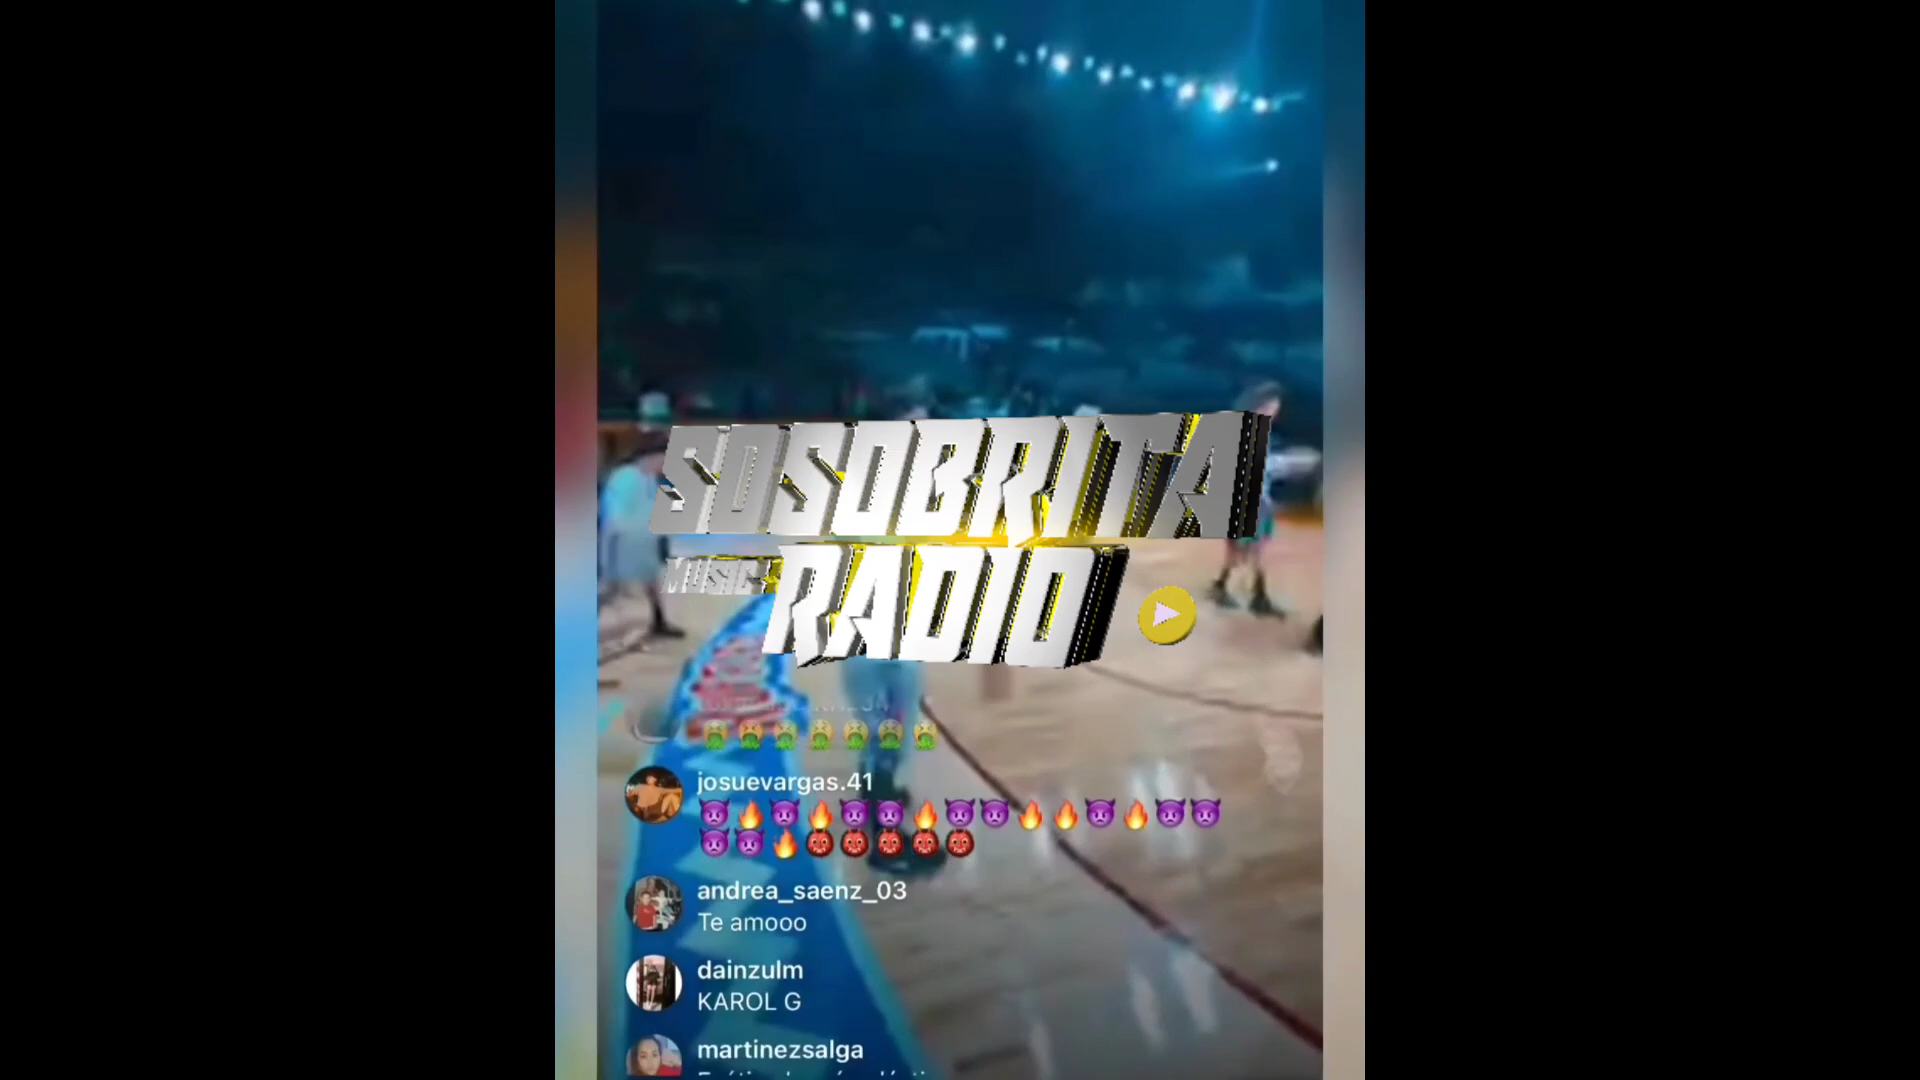 SOSOBRITA
MUSIC RADIO
josuevargas.41
👿🔥👿🔥👿👿🔥👿👿🔥🔥👿🔥👿👿
👿👿🔥👹👹👹👹👹
andrea_saenz_03
Te amooo
dainzulm
KAROL G
martinezsalga